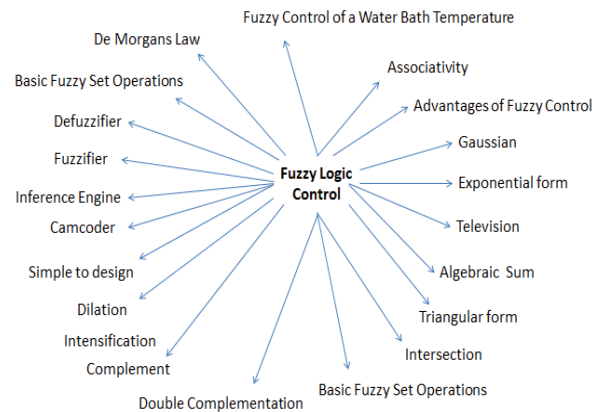 Fuzzy Control of a Water Bath Temperature
De Morgans Law
Associativity
Basic Fuzzy Set Operations
Advantages of Fuzzy Control
Defuzzifier
Gaussian
Fuzzifier
Fuzzy Logic
Control
Exponential form
Inference Engine
Camcoder
Television
Simple to design
Algebraic Sum
Dilation
Triangular form
Intensification
Intersection
Complement
Basic Fuzzy Set Operations
Double Complementation